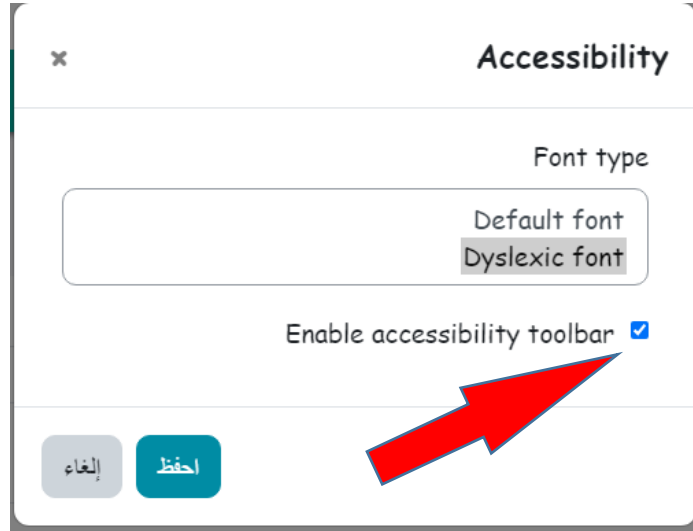 Accessibility
Font type
Default font
Dyslexic font
Enable accessibility toolbar
احفظ
إلغاء